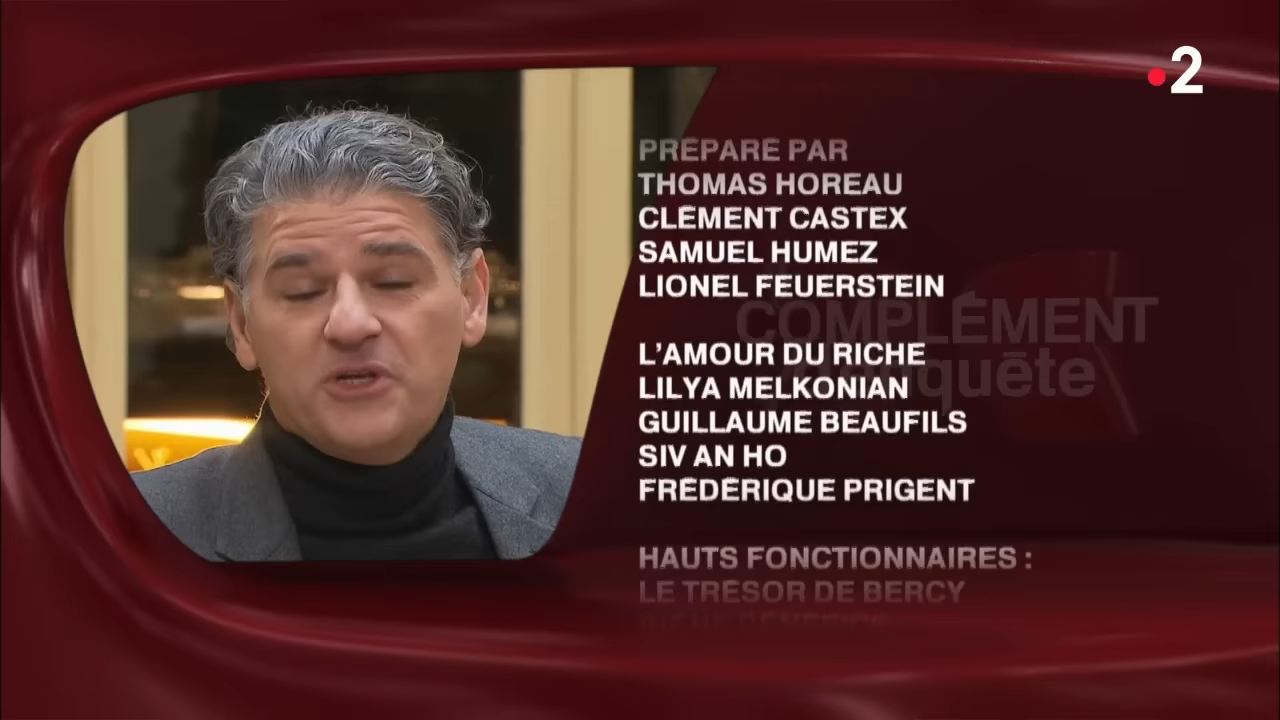 2
PRÉPARÉ PAR
THOMAS HOREAU
CLÉMENT CASTEX
SAMUEL HUMEZ
LIONEL FEUERSTEIN
COMPLÉMENT
d'enquête
L'AMOUR DU RICHE
LILYA MELKONIAN
GUILLAUME BEAUFILS
SIV AN HO
FRÉDÉRIQUE PRIGENT
HAUTS FONCTIONNAIRES :
LE TRÉSOR DE BERCY